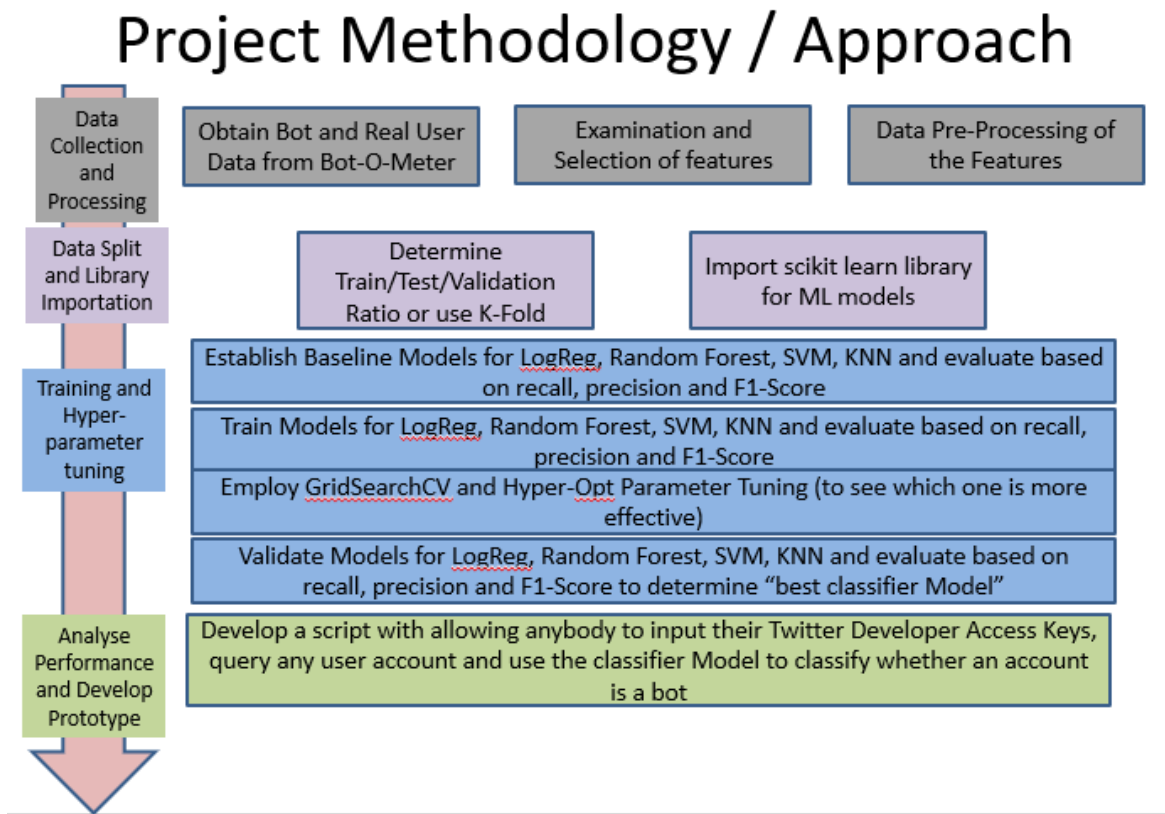 Project Methodology / Approach
Data
Collection
and
Processing
Obtain Bot and Real User
Data from Bot-O-Meter
Examination and
Selection of features
Data Pre-Processing of
the Features
Data Split
and Library
Importation
Determine
Train/Test/Validation
Ratio or use K-Fold
Import scikit learn library
for ML models
Training and
Hyper-
parameter
tuning
Establish Baseline Models for LogReg, Random Forest, SVM, KNN and evaluate based
on recall, precision and F1-Score
Train Models for LogReg, Random Forest, SVM, KNN and evaluate based on recall,
precision and F1-Score
Employ GridSearchCV and Hyper-Opt Parameter Tuning (to see which one is more
effective)
Validate Models for LogReg, Random Forest, SVM, KNN and evaluate based on
recall, precision and F1-Score to determine “best classifier Model”
Analyse
Performance
and Develop
Prototype
Develop a script with allowing anybody to input their Twitter Developer Access Keys,
query any user account and use the classifier Model to classify whether an account
is a bot